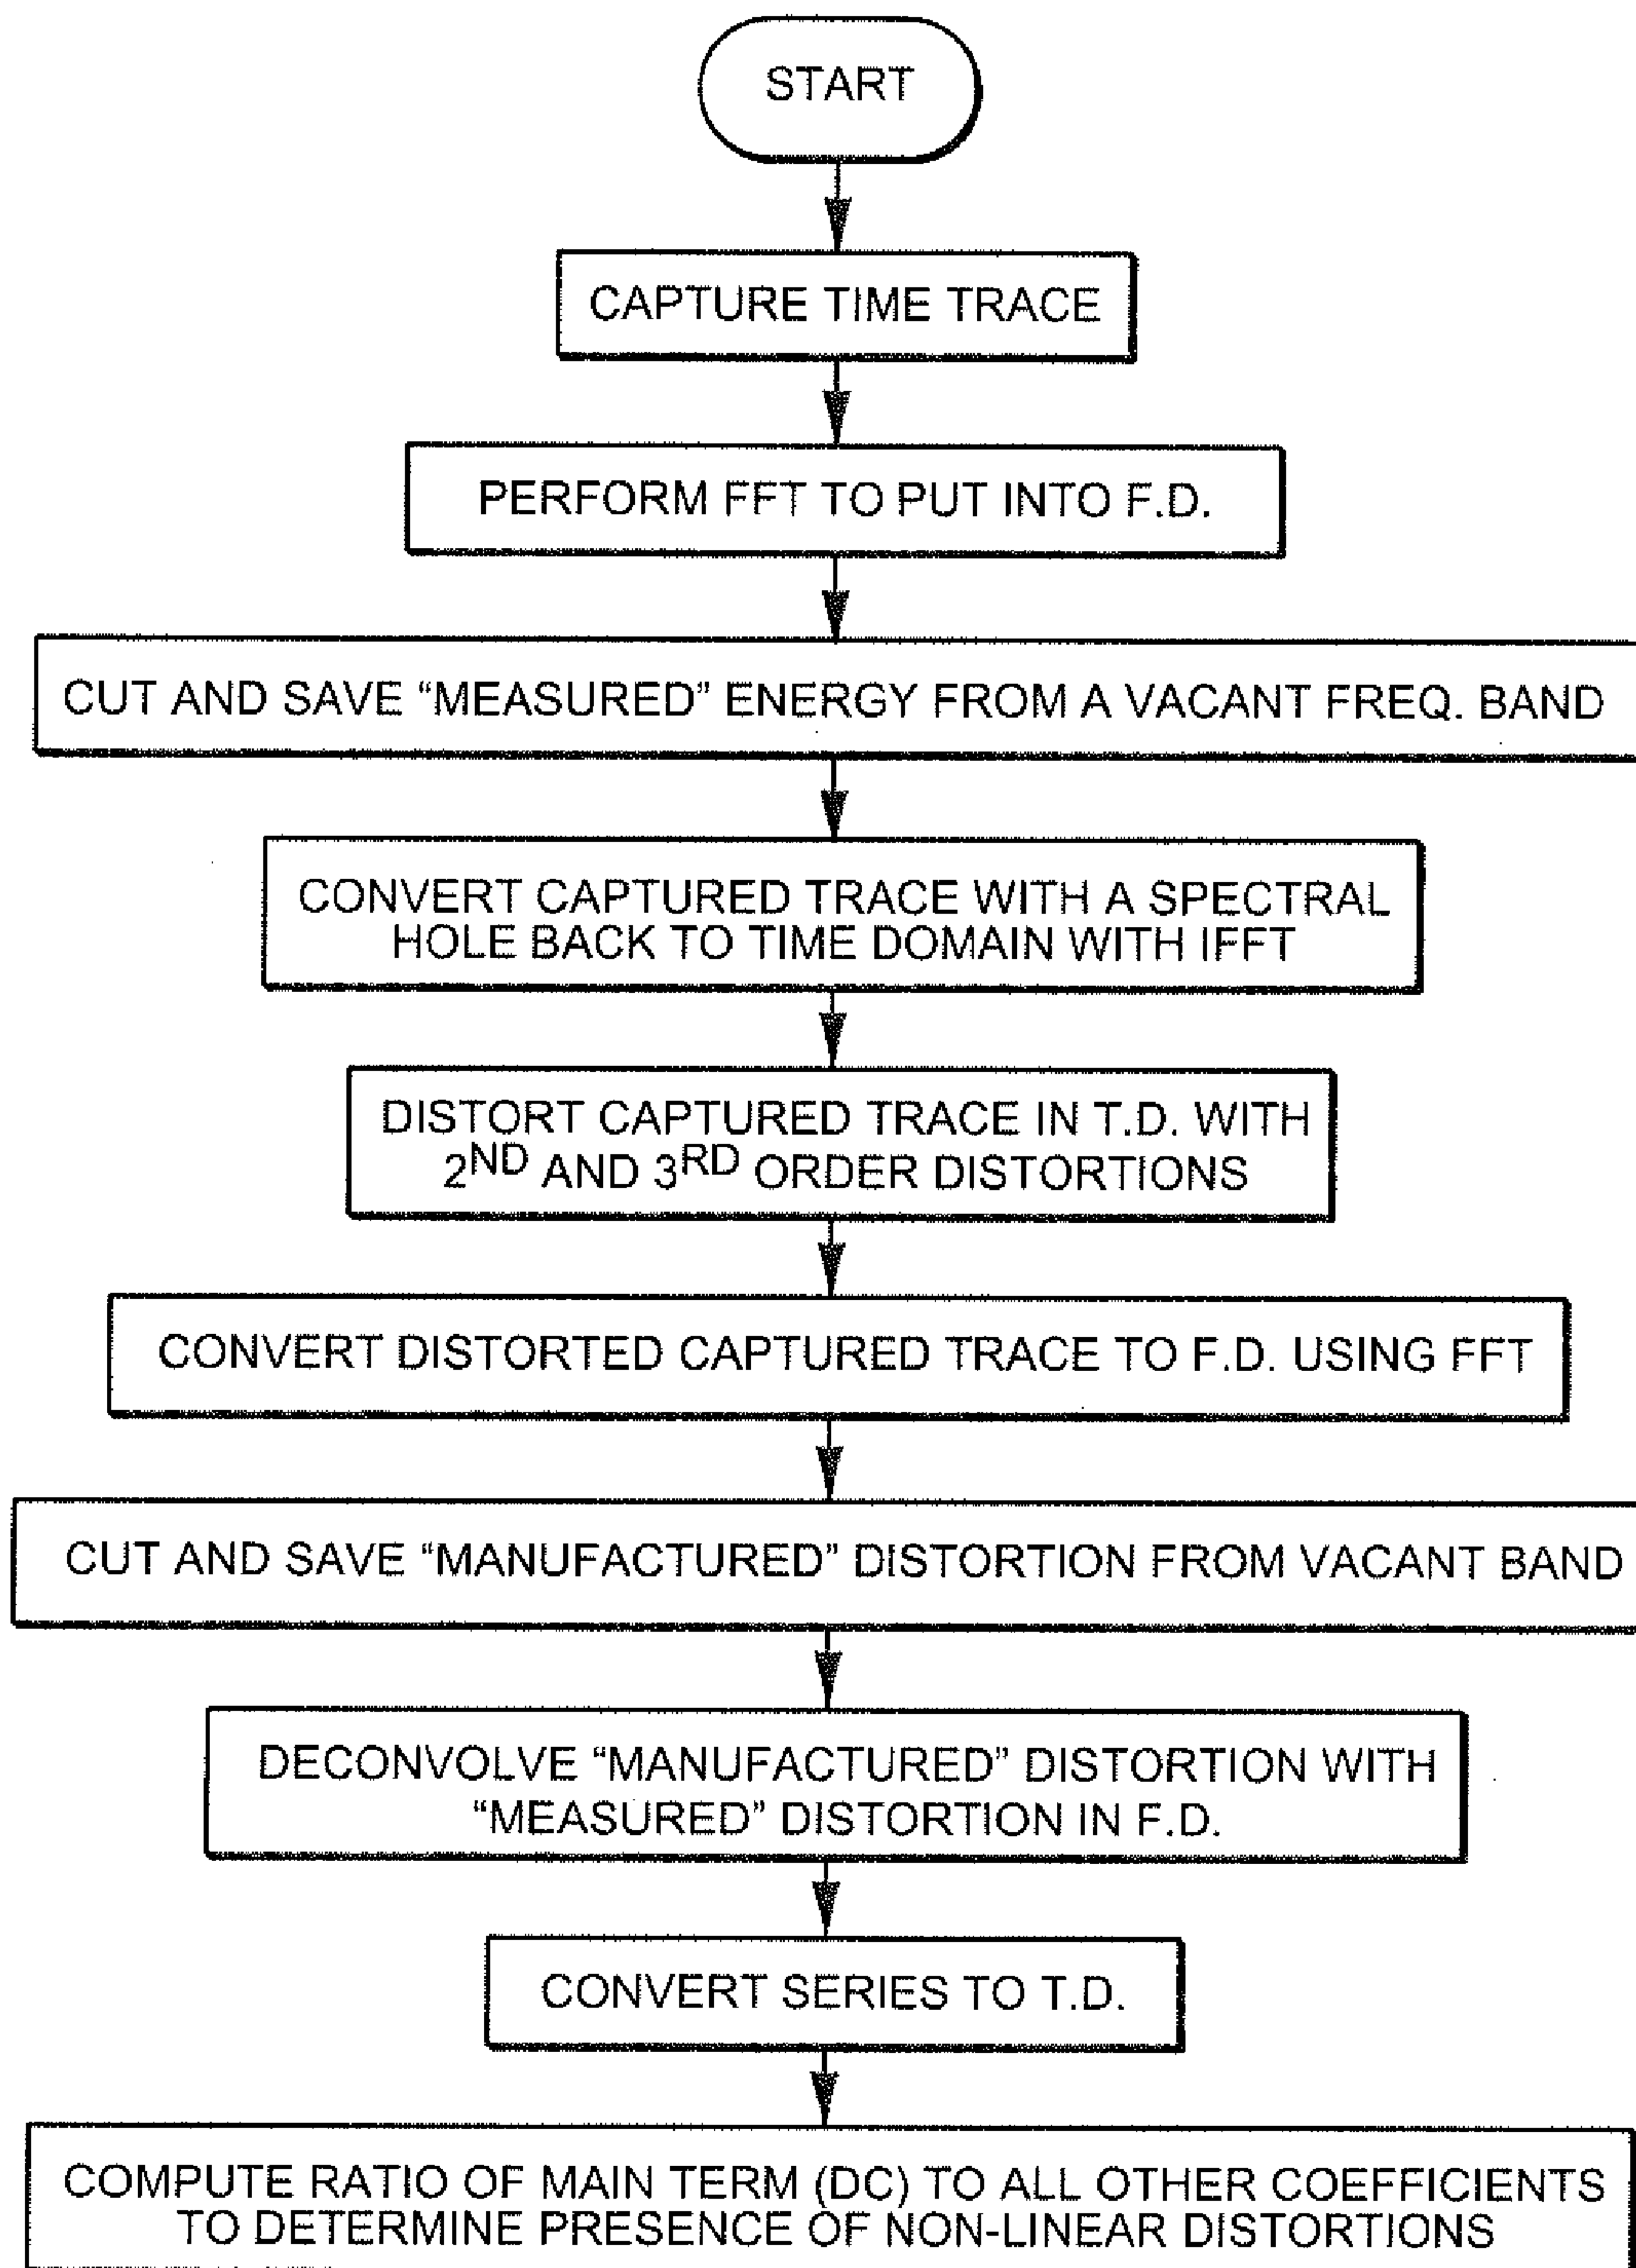 START
CAPTURE TIME TRACE
PERFORM FFT TO PUT INTO F.D.
CUT AND SAVE “MEASURED” ENERGY FROM A VACANT FREQ. BAND
CONVERT CAPTURED TRACE WITH A SPECTRAL
HOLE BACK TO TIME DOMAIN WITH IFFT
DISTORT CAPTURED TRACE IN T.D. WITH
2ND AND 3RD ORDER DISTORTIONS
CONVERT DISTORTED CAPTURED TRACE TO F.D. USING FFT
CUT AND SAVE “MANUFACTURED” DISTORTION FROM VACANT BAND
DECONVOLVE “MANUFACTURED” DISTORTION WITH
“MEASURED” DISTORTION IN F.D.
CONVERT SERIES TO T.D.
COMPUTE RATIO OF MAIN TERM (DC) TO ALL OTHER COEFFICIENTS
TO DETERMINE PRESENCE OF NON-LINEAR DISTORTIONS